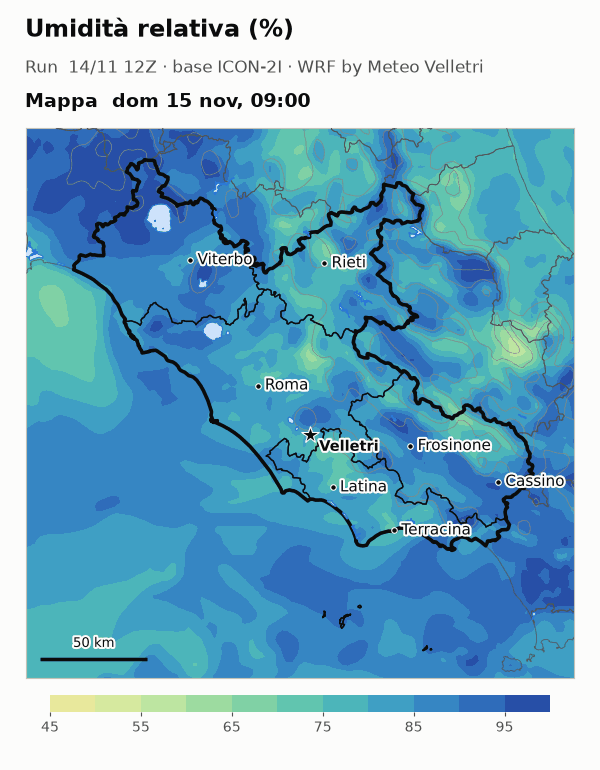 Umidità relativa (%)
Run  14/11 12Z · base ICON-2I · WRF by Meteo Velletri
Mappa  dom 15 nov, 09:00
Viterbo
Rieti
Roma
Velletri
Frosinone
Cassino
Latina
Terracina
50 km
45 55 65 75 85 95